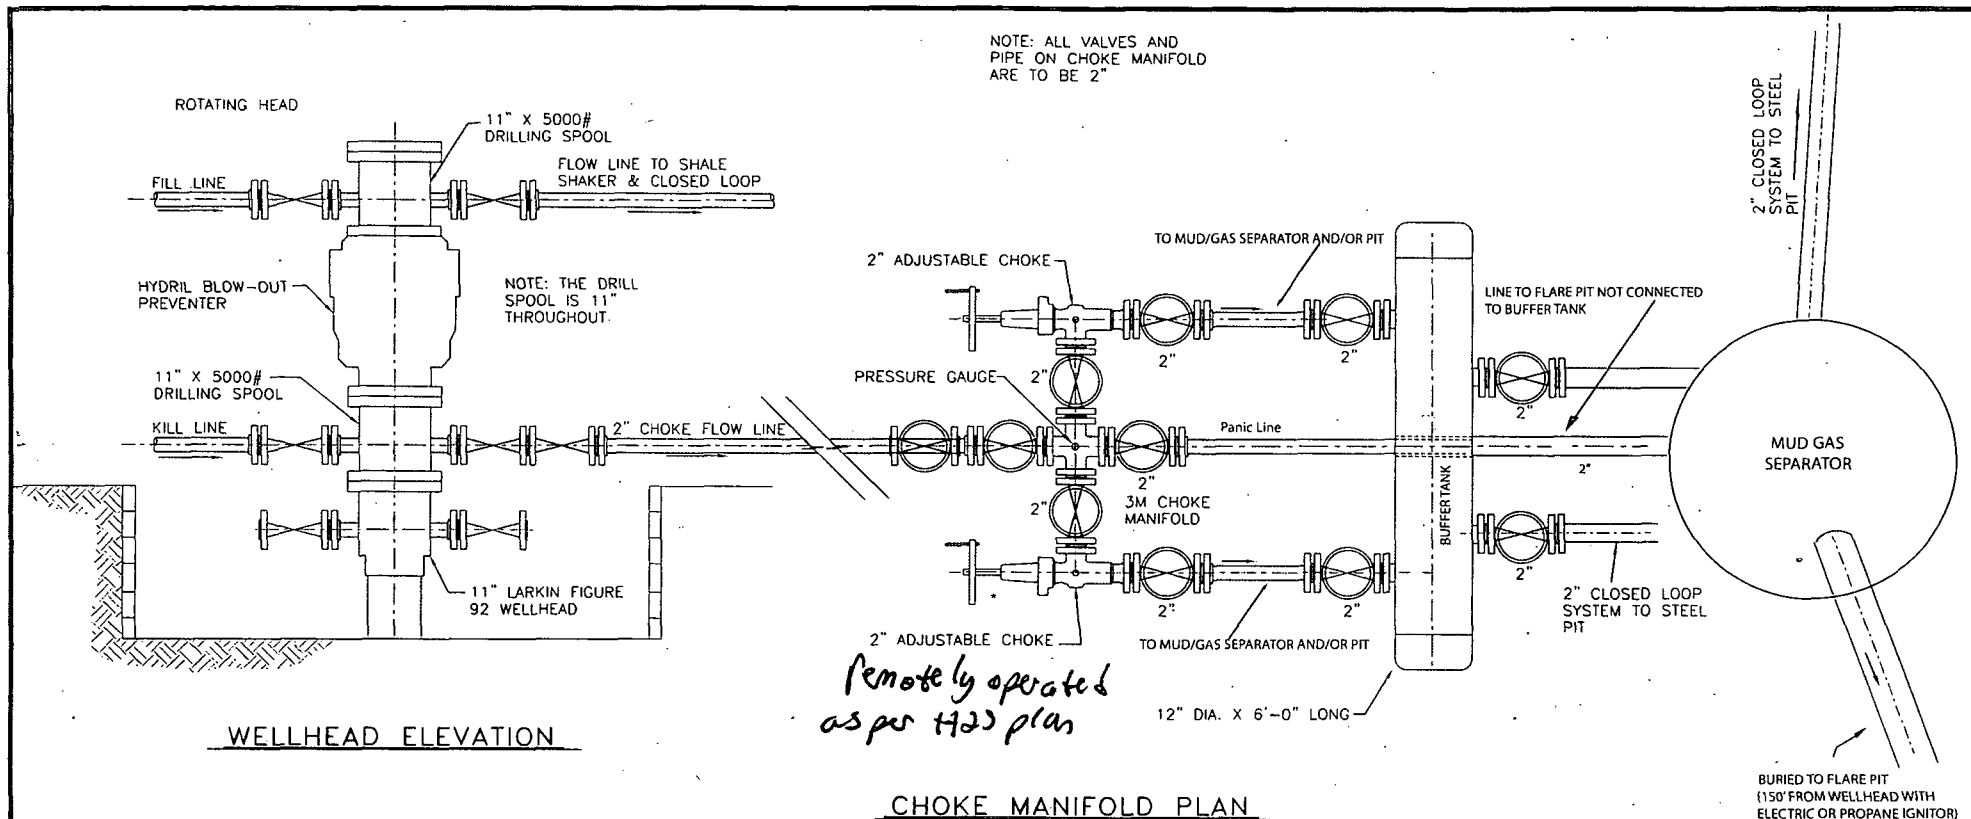 NOTE: ALL VALVES AND
PIPE ON CHOKE MANIFOLD
ARE TO BE 2"
ROTATING HEAD
11" X 5000#
DRILLING SPOOL
FLOW LINE TO SHALE
SHAKER & CLOSED LOOP
FILL LINE
HYDRIL BLOW-OUT
PREVENTER
NOTE: THE DRILL
SPOOL IS 11"
THROUGHOUT.
11" X 5000#
DRILLING SPOOL
KILL LINE
2" CHOKE FLOW LINE
11" LARKIN FIGURE
92 WELLHEAD
WELLHEAD ELEVATION
2" ADJUSTABLE CHOKE
TO MUD/GAS SEPARATOR AND/OR PIT
2"
2"
2"
PRESSURE GAUGE
2"
Panic Line
2"
3M CHOKE
MANIFOLD
2"
2"
2" ADJUSTABLE CHOKE
TO MUD/GAS SEPARATOR AND/OR PIT
remotely operated
as per H2S plan
12" DIA. X 6'-0" LONG
BUFFER TANK
CHOKE MANIFOLD PLAN
LINE TO FLARE PIT NOT CONNECTED
TO BUFFER TANK
2"
2"
2"
2" CLOSED LOOP
SYSTEM TO STEEL
PIT
2" CLOSED LOOP
SYSTEM TO STEEL
PIT
MUD GAS
SEPARATOR
BURIED TO FLARE PIT
(150' FROM WELLHEAD WITH
ELECTRIC OR PROPANE IGNITOR)